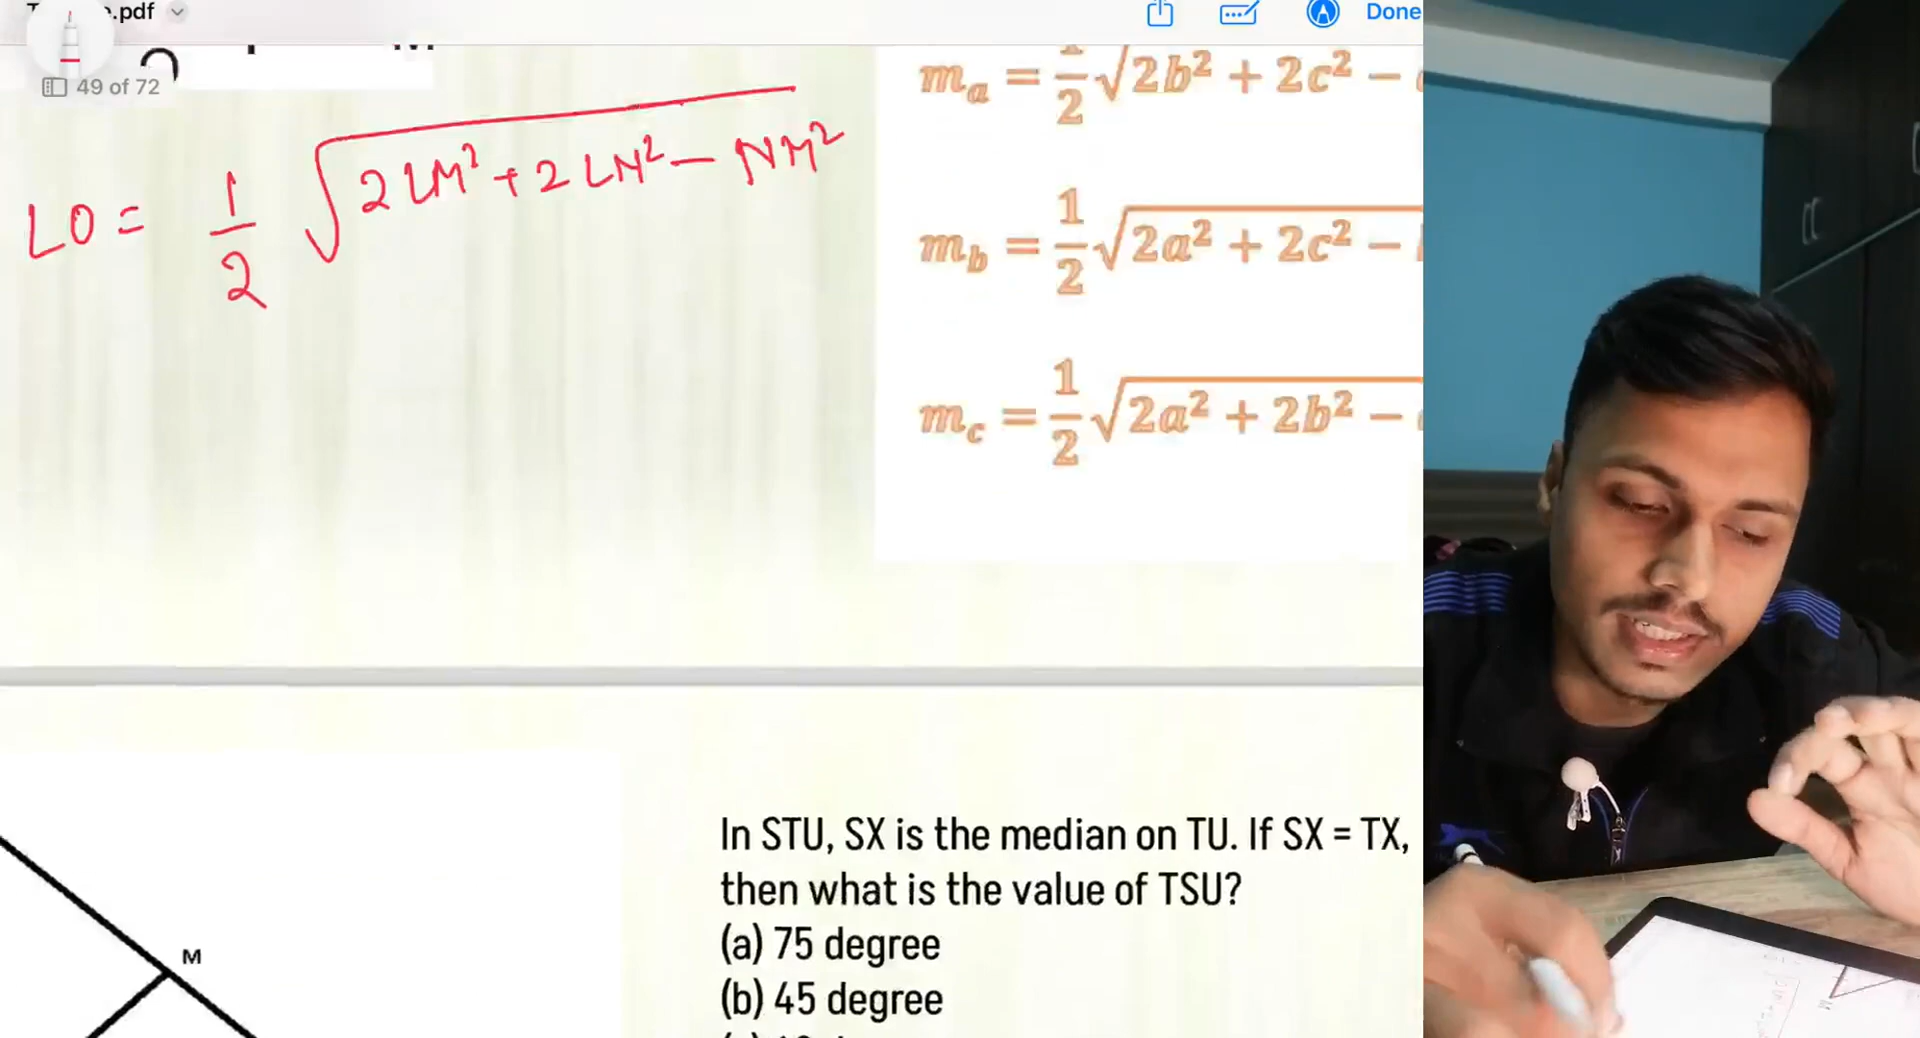 .pdf
Done
49 of 72
LO = 1/2 √2LM² + 2LN² − NM²
mₐ = 1/2 √2b² + 2c² −
m_b = 1/2 √2a² + 2c² −
m_c = 1/2 √2a² + 2b² −
M
In STU, SX is the median on TU. If SX = TX,
then what is the value of TSU?
(a) 75 degree
(b) 45 degree